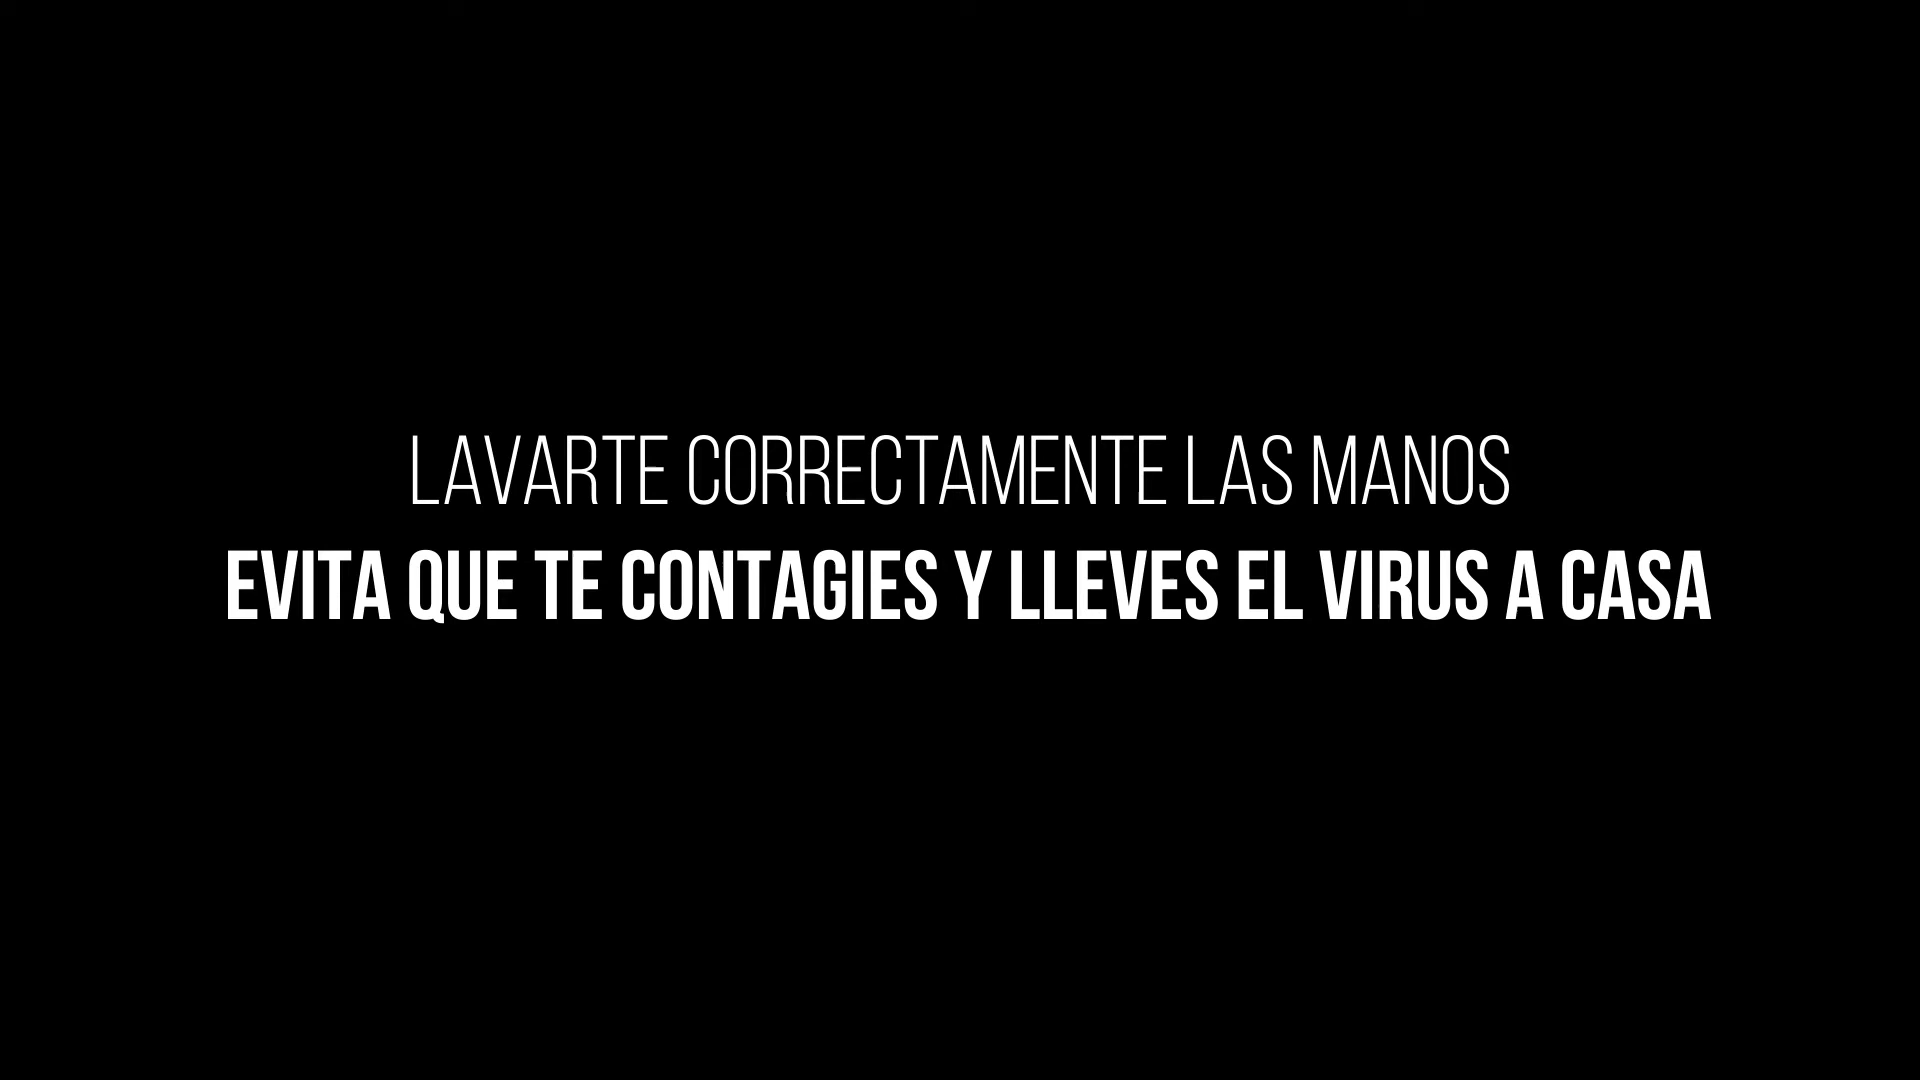 LAVARTE CORRECTAMENTE LAS MANOS
EVITA QUE TE CONTAGIES Y LLEVES EL VIRUS A CASA